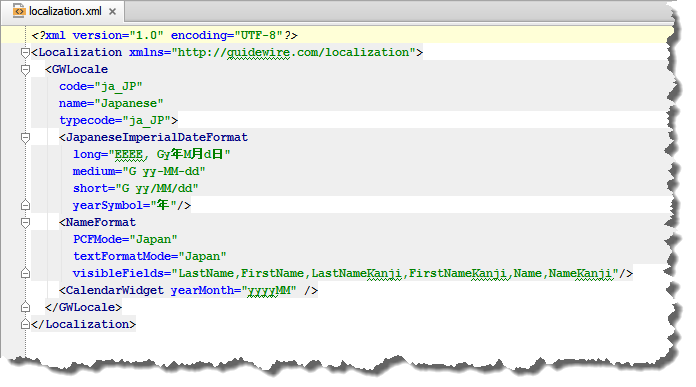 localization.xml
<?xml version="1.0" encoding="UTF-8"?>
<Localization xmlns="http://guidewire.com/localization">
<GWLocale
code="ja_JP"
name="Japanese"
typecode="ja_JP">
<JapaneseImperialDateFormat
long="EEEE, Gy年M月d日"
medium="G yy-MM-dd"
short="G yy/MM/dd"
yearSymbol="年"/>
<NameFormat
PCFMode="Japan"
textFormatMode="Japan"
visibleFields="LastName,FirstName,LastNameKanji,FirstNameKanji,Name,NameKanji"/>
<CalendarWidget yearMonth="yyyyMM" />
</GWLocale>
</Localization>